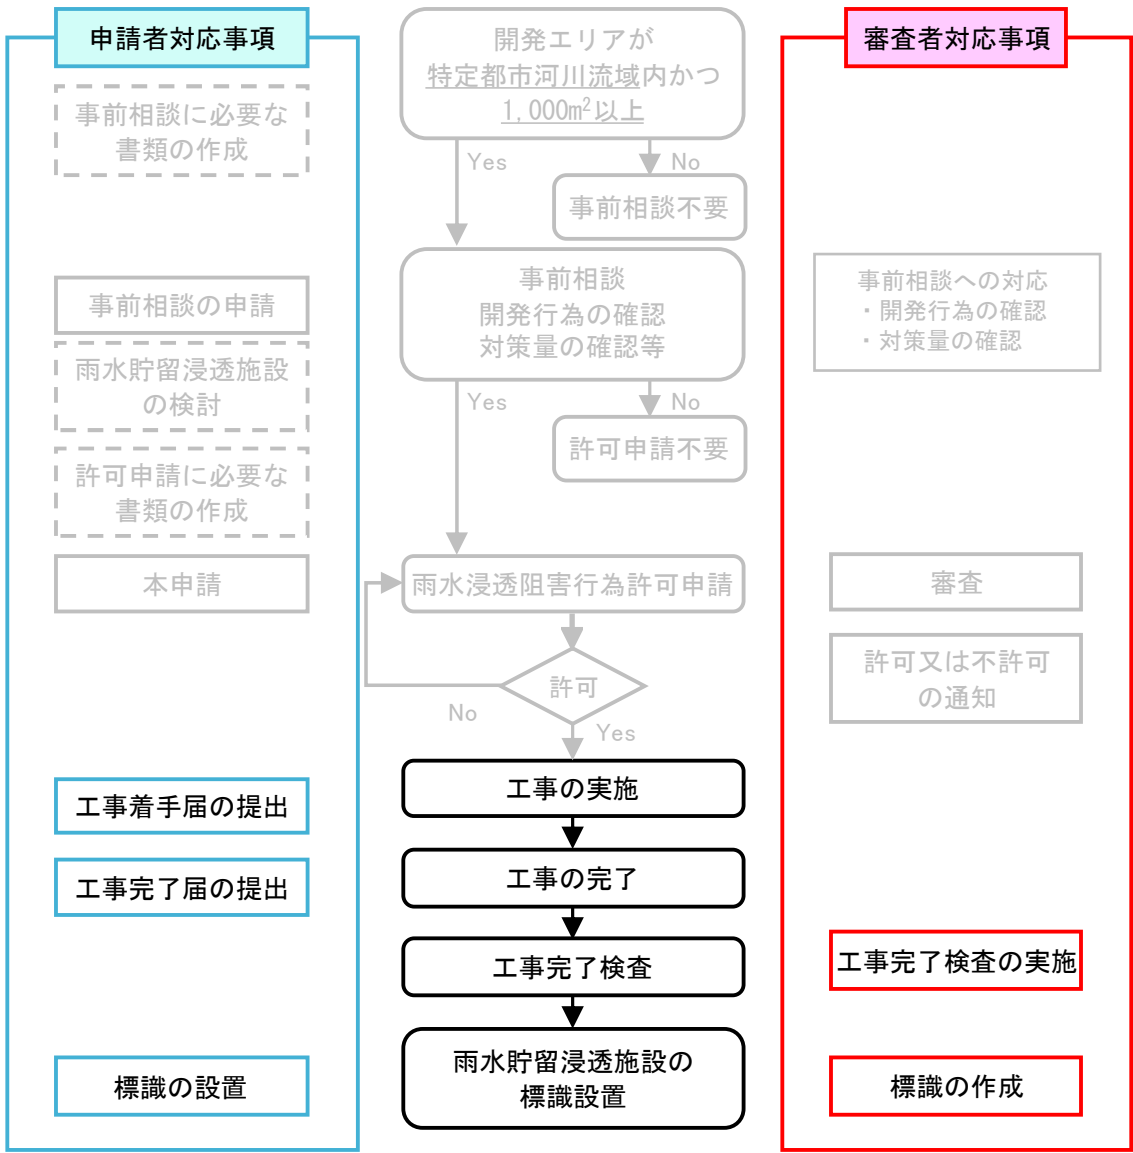 申請者対応事項
事前相談に必要な
書類の作成
事前相談の申請
雨水貯留浸透施設
の検討
許可申請に必要な
書類の作成
本申請
工事着手届の提出
工事完了届の提出
標識の設置
開発エリアが
特定都市河川流域内かつ
1,000m²以上
Yes
No
事前相談不要
事前相談
開発行為の確認
対策量の確認等
Yes
No
許可申請不要
雨水浸透阻害行為許可申請
許可
No
Yes
工事の実施
工事の完了
工事完了検査
雨水貯留浸透施設の
標識設置
審査者対応事項
事前相談への対応
・開発行為の確認
・対策量の確認
審査
許可又は不許可
の通知
工事完了検査の実施
標識の作成